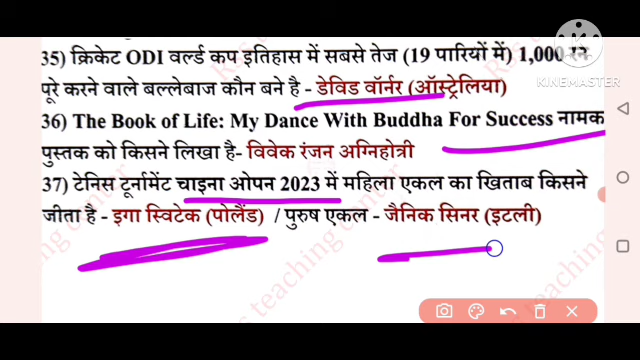 35) क्रिकेट ODI वर्ल्ड कप इतिहास में सबसे तेज (19 पारियों में) 1,000 रन
पूरे करने वाले बल्लेबाज कौन बने है - डेविड वॉर्नर (ऑस्ट्रेलिया)
KINEMASTER
36) The Book of Life: My Dance With Buddha For Success नामक
पुस्तक को किसने लिखा है- विवेक रंजन अग्निहोत्री
37) टेनिस टूर्नामेंट चाइना ओपन 2023 में महिला एकल का खिताब किसने
जीता है - इगा स्विटेक (पोलैंड) / पुरुष एकल - जैनिक सिनर (इटली)